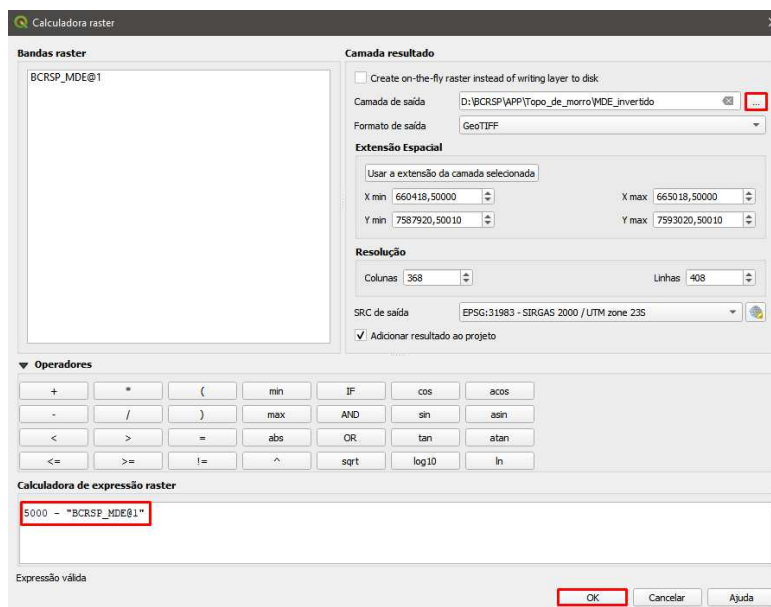 Calculadora raster
Bandas raster
BCRSP_MDE@1
Camada resultado
Create on-the-fly raster instead of writing layer to disk
Camada de saída D:\BCRSP\APP\Topo_de_morro\MDE_invertido ...
Formato de saída GeoTIFF
Extensão Espacial
Usar a extensão da camada selecionada
X min 660418,50000 X max 665018,50000
Y min 7587920,50010 Y max 7593020,50010
Resolução
Colunas 368 Linhas 408
SRC de saída EPSG:31983 - SIRGAS 2000 / UTM zone 23S
Adicionar resultado ao projeto
Operadores
+ * ( min IF cos acos
- / ) max AND sin asin
< > = abs OR tan atan
<= >= != ^ sqrt log10 ln
Calculadora de expressão raster
5000 - "BCRSP_MDE@1"
Expressão válida
OK Cancelar Ajuda